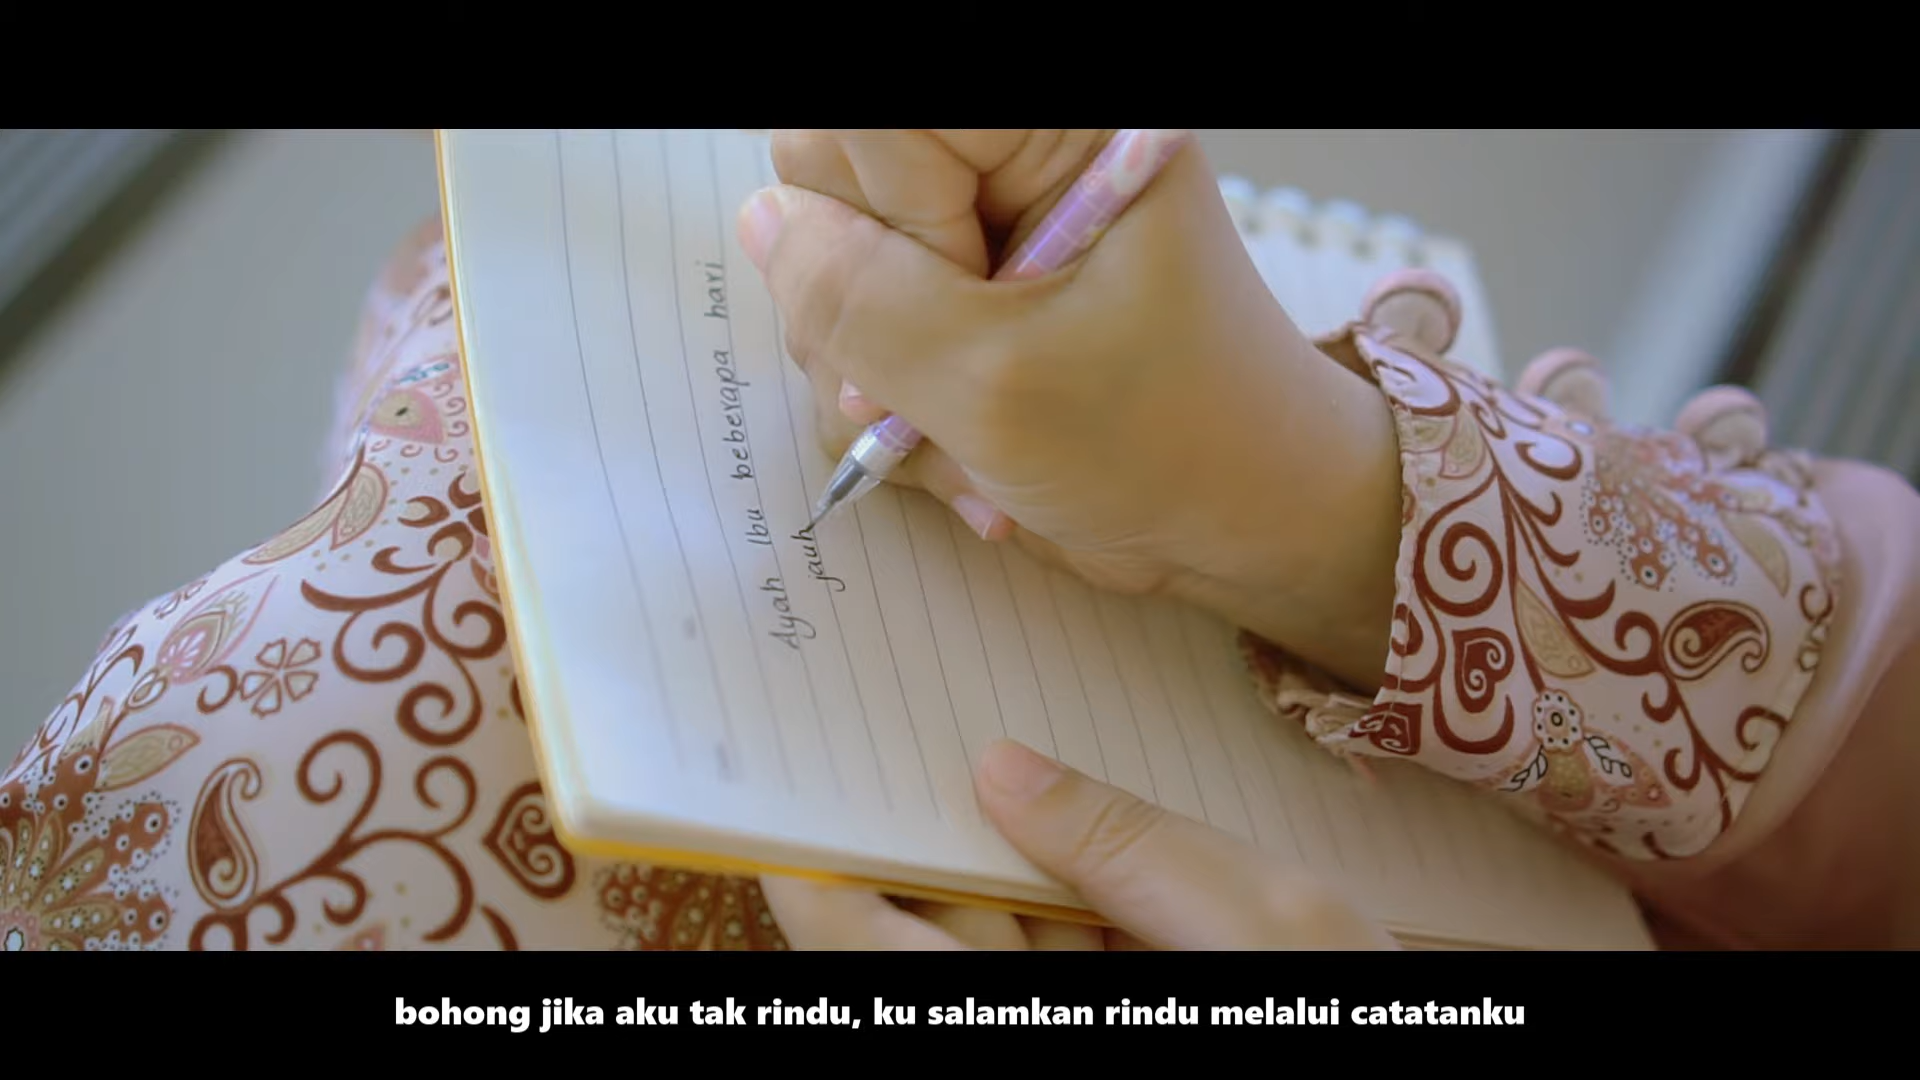 Ayah Ibu beberapa hari
jauh
bohong jika aku tak rindu, ku salamkan rindu melalui catatanku